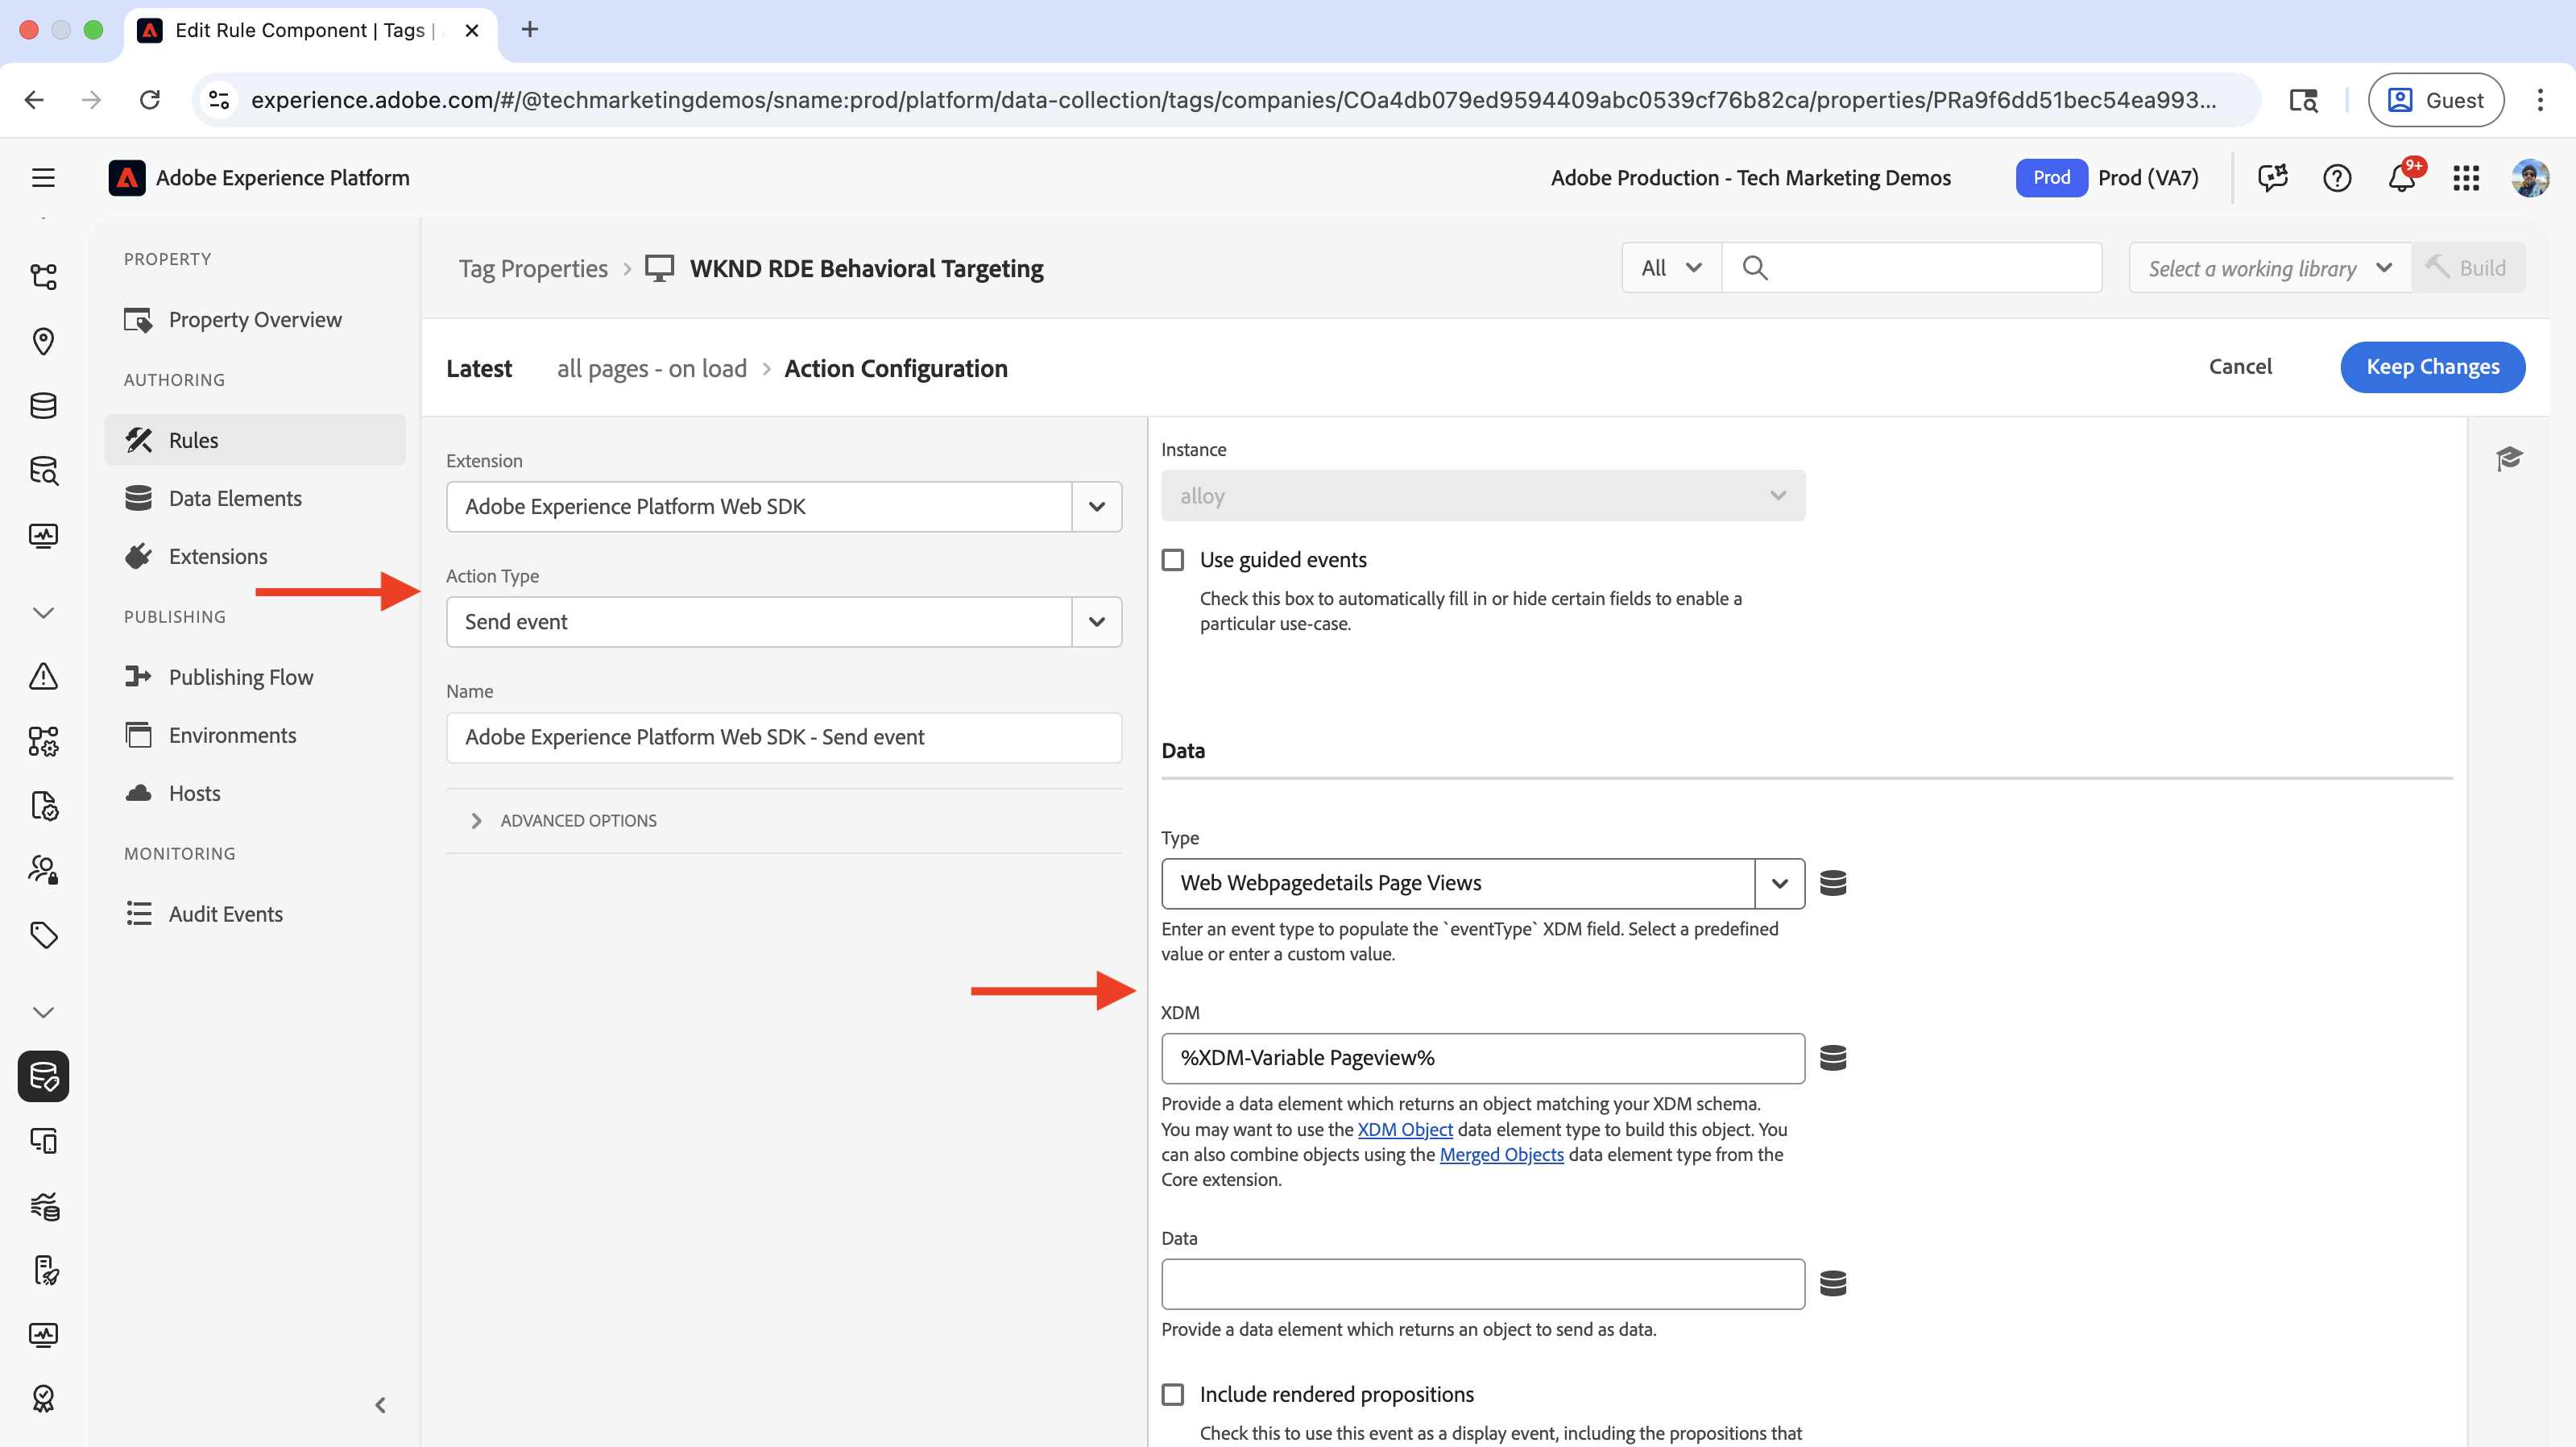 Edit Rule Component | Tags |
experience.adobe.com/#/@techmarketingdemos/sname:prod/platform/data-collection/tags/companies/COa4db079ed9594409abc0539cf76b82ca/properties/PRa9f6dd51bec54ea993...
Guest
Adobe Experience Platform
Adobe Production - Tech Marketing Demos
Prod
Prod (VA7)
9+
PROPERTY
Property Overview
AUTHORING
Rules
Data Elements
Extensions
PUBLISHING
Publishing Flow
Environments
Hosts
MONITORING
Audit Events
Tag Properties
WKND RDE Behavioral Targeting
All
Select a working library
Build
Latest
all pages - on load
Action Configuration
Cancel
Keep Changes
Extension
Adobe Experience Platform Web SDK
Action Type
Send event
Name
Adobe Experience Platform Web SDK - Send event
ADVANCED OPTIONS
Instance
alloy
Use guided events
Check this box to automatically fill in or hide certain fields to enable a
particular use-case.
Data
Type
Web Webpagedetails Page Views
Enter an event type to populate the `eventType` XDM field. Select a predefined
value or enter a custom value.
XDM
%XDM-Variable Pageview%
Provide a data element which returns an object matching your XDM schema.
You may want to use the XDM Object data element type to build this object. You
can also combine objects using the Merged Objects data element type from the
Core extension.
Data
Provide a data element which returns an object to send as data.
Include rendered propositions
Check this to use this event as a display event, including the propositions that